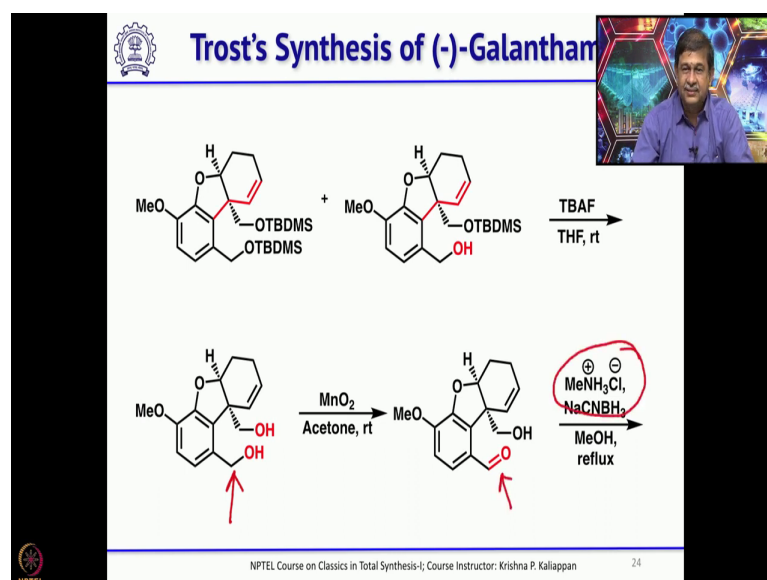 Trost's Synthesis of (-)-Galantham
H
O
MeO
OTBDMS
OTBDMS
+
H
O
MeO
OTBDMS
OH
TBAF
THF, rt
H
O
MeO
OH
OH
MnO2
Acetone, rt
H
O
MeO
OH
O
⊕ ⊖
MeNH3Cl,
NaCNBH3
MeOH,
reflux
NPTEL Course on Classics in Total Synthesis-I; Course Instructor: Krishna P. Kaliappan
24
NPTEL